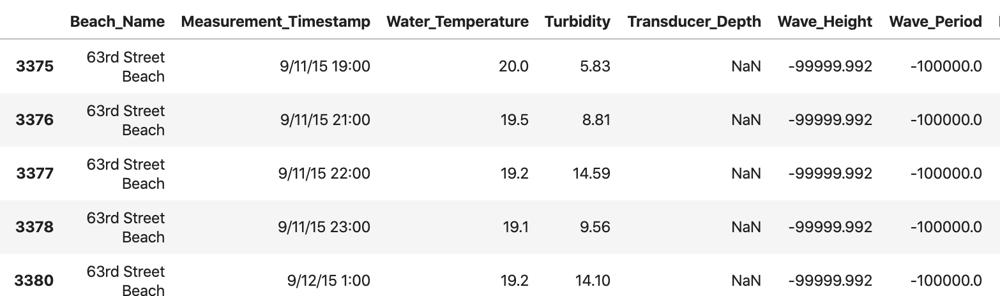 Beach_Name Measurement_Timestamp Water_Temperature Turbidity Transducer_Depth Wave_Height Wave_Period
3375 63rd Street Beach 9/11/15 19:00 20.0 5.83 NaN -99999.992 -100000.0
3376 63rd Street Beach 9/11/15 21:00 19.5 8.81 NaN -99999.992 -100000.0
3377 63rd Street Beach 9/11/15 22:00 19.2 14.59 NaN -99999.992 -100000.0
3378 63rd Street Beach 9/11/15 23:00 19.1 9.56 NaN -99999.992 -100000.0
3380 63rd Street Beach 9/12/15 1:00 19.2 14.10 NaN -99999.992 -100000.0